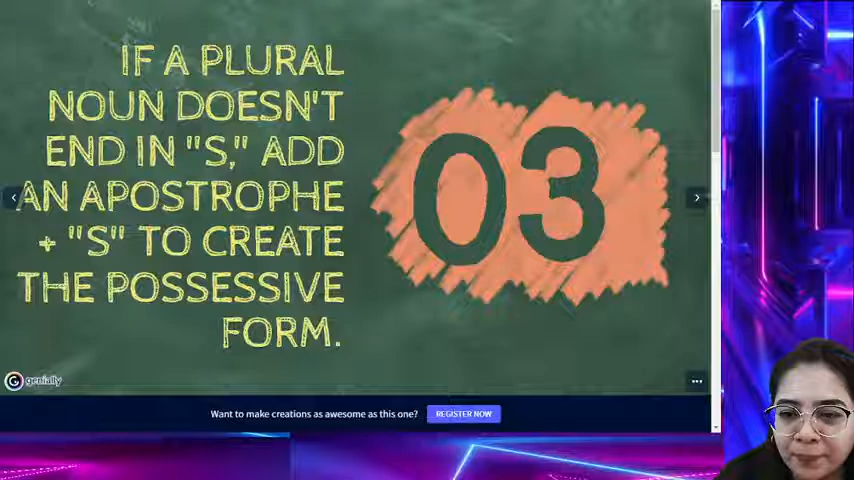 IF A PLURAL
NOUN DOESN'T
END IN "S," ADD
AN APOSTROPHE
+ "S" TO CREATE
THE POSSESSIVE
FORM.
03
genially
Want to make creations as awesome as this one?
REGISTER NOW